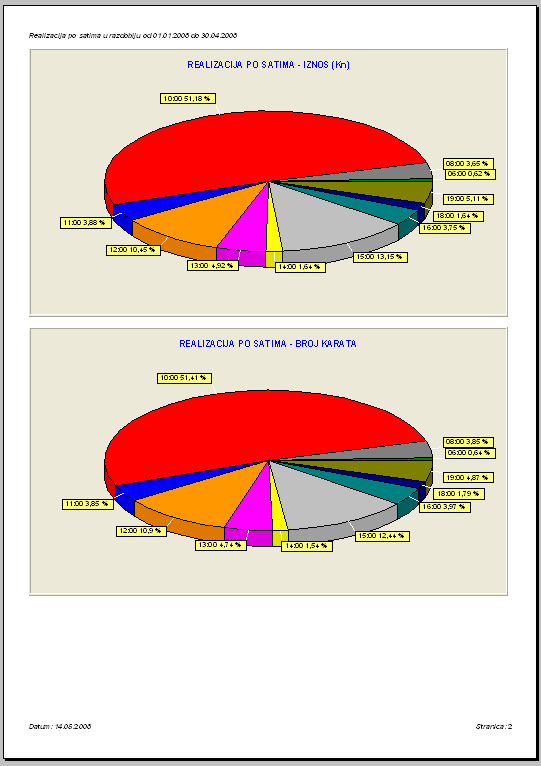 Realizacija po satima u razdoblju od 01.01.2008 do 30.04.2008
REALIZACIJA PO SATIMA - IZNOS (Kn)
10:00 51,18 %
08:00 3,65 %
06:00 0,62 %
19:00 5,11 %
18:00 1,64 %
16:00 3,75 %
11:00 3,88 %
12:00 10,45 %
13:00 4,92 %
14:00 1,64 %
15:00 13,15 %
REALIZACIJA PO SATIMA - BROJ KARATA
10:00 51,41 %
08:00 3,85 %
06:00 0,64 %
19:00 4,87 %
18:00 1,79 %
16:00 3,97 %
11:00 3,85 %
12:00 10,9 %
13:00 4,74 %
14:00 1,54 %
15:00 12,44 %
Datum : 14.05.2008 Stranica : 2